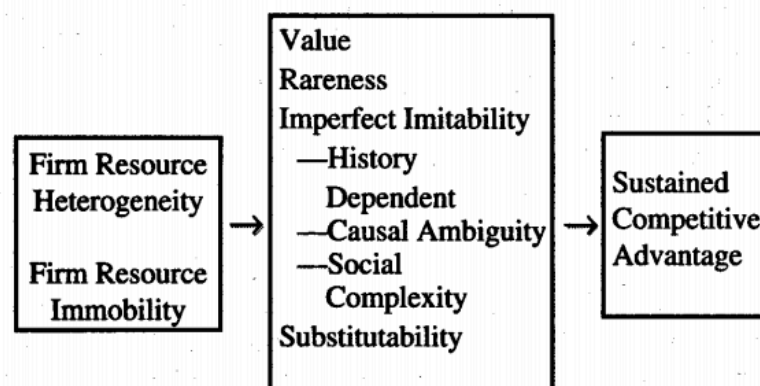 Firm Resource
Heterogeneity
Firm Resource
Immobility
Value
Rareness
Imperfect Imitability
—History
Dependent
—Causal Ambiguity
—Social
Complexity
Substitutability
Sustained
Competitive
Advantage